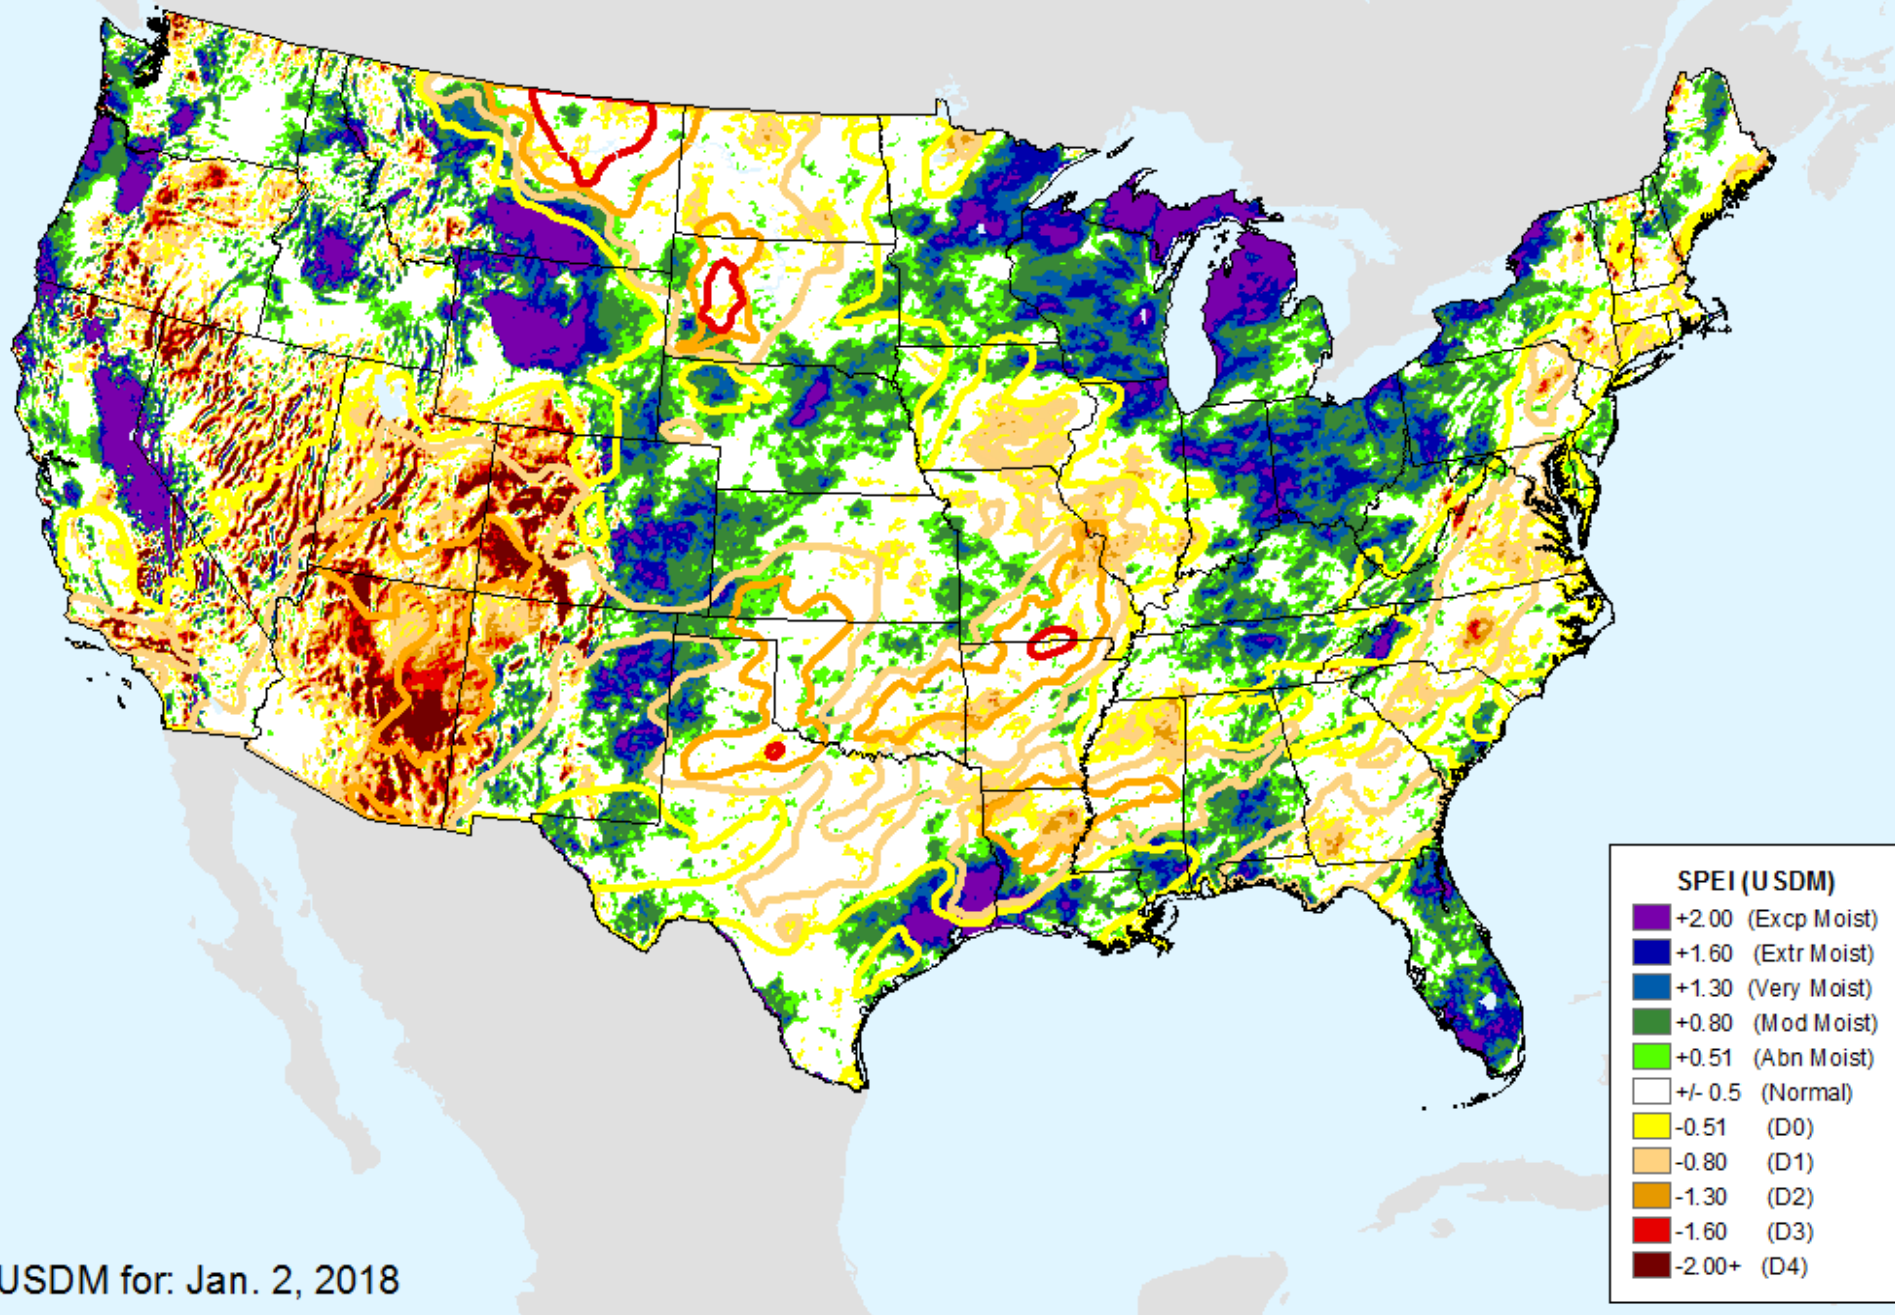 SPEI (USDM)
+2.00 (Excp Moist)
+1.60 (Extr Moist)
+1.30 (Very Moist)
+0.80 (Mod Moist)
+0.51 (Abn Moist)
+/- 0.5 (Normal)
-0.51 (D0)
-0.80 (D1)
-1.30 (D2)
-1.60 (D3)
-2.00+ (D4)
USDM for: Jan. 2, 2018